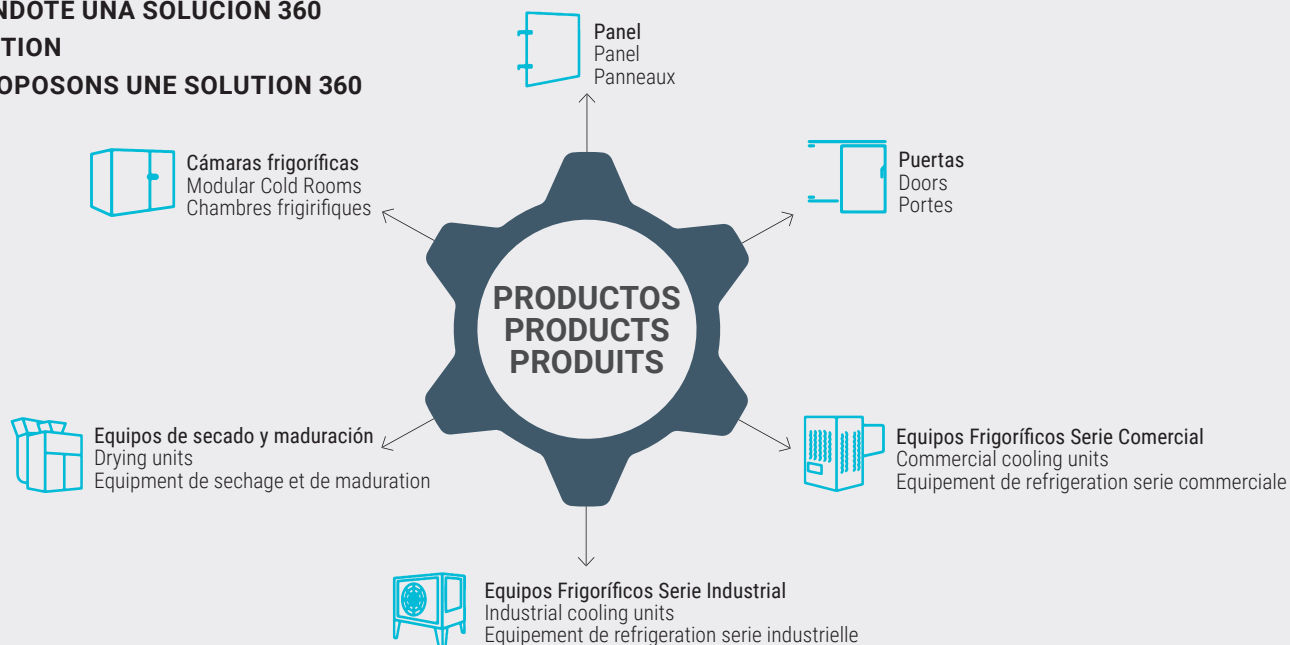 NDOTE UNA SOLUCIÓN 360
TION
OPOSONS UNE SOLUTION 360
Panel
Panel
Panneaux
Cámaras frigoríficas
Modular Cold Rooms
Chambres frigirifiques
Puertas
Doors
Portes
PRODUCTOS
PRODUCTS
PRODUITS
Equipos de secado y maduración
Drying units
Equipment de sechage et de maduration
Equipos Frigoríficos Serie Comercial
Commercial cooling units
Equipement de refrigeration serie commerciale
Equipos Frigoríficos Serie Industrial
Industrial cooling units
Equipement de refrigeration serie industrielle